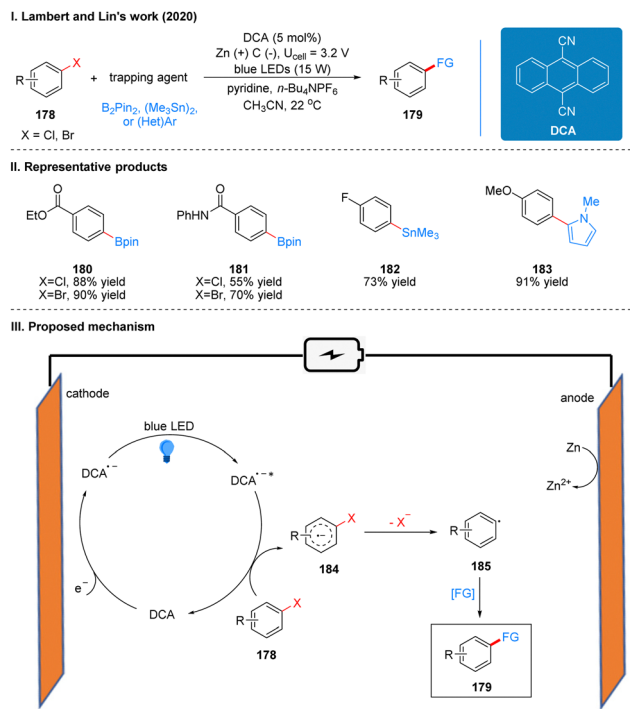 I. Lambert and Lin's work (2020)
R
X
178
X = Cl, Br
+
trapping agent
B2Pin2, (Me3Sn)2,
or (Het)Ar
DCA (5 mol%)
Zn (+) C (-), Ucell = 3.2 V
blue LEDs (15 W)
pyridine, n-Bu4NPF6
CH3CN, 22 ºC
R
FG
179
CN
CN
DCA
II. Representative products
O
EtO
Bpin
180
X=Cl, 88% yield
X=Br, 90% yield
O
PhHN
Bpin
181
X=Cl, 55% yield
X=Br, 70% yield
F
SnMe3
182
73% yield
MeO
Me
N
183
91% yield
III. Proposed mechanism
cathode
anode
blue LED
DCA•−
DCA•−*
Zn
Zn2+
e−
DCA
R
X
•−
184
- X−
R
•
185
R
X
178
[FG]
R
FG
179